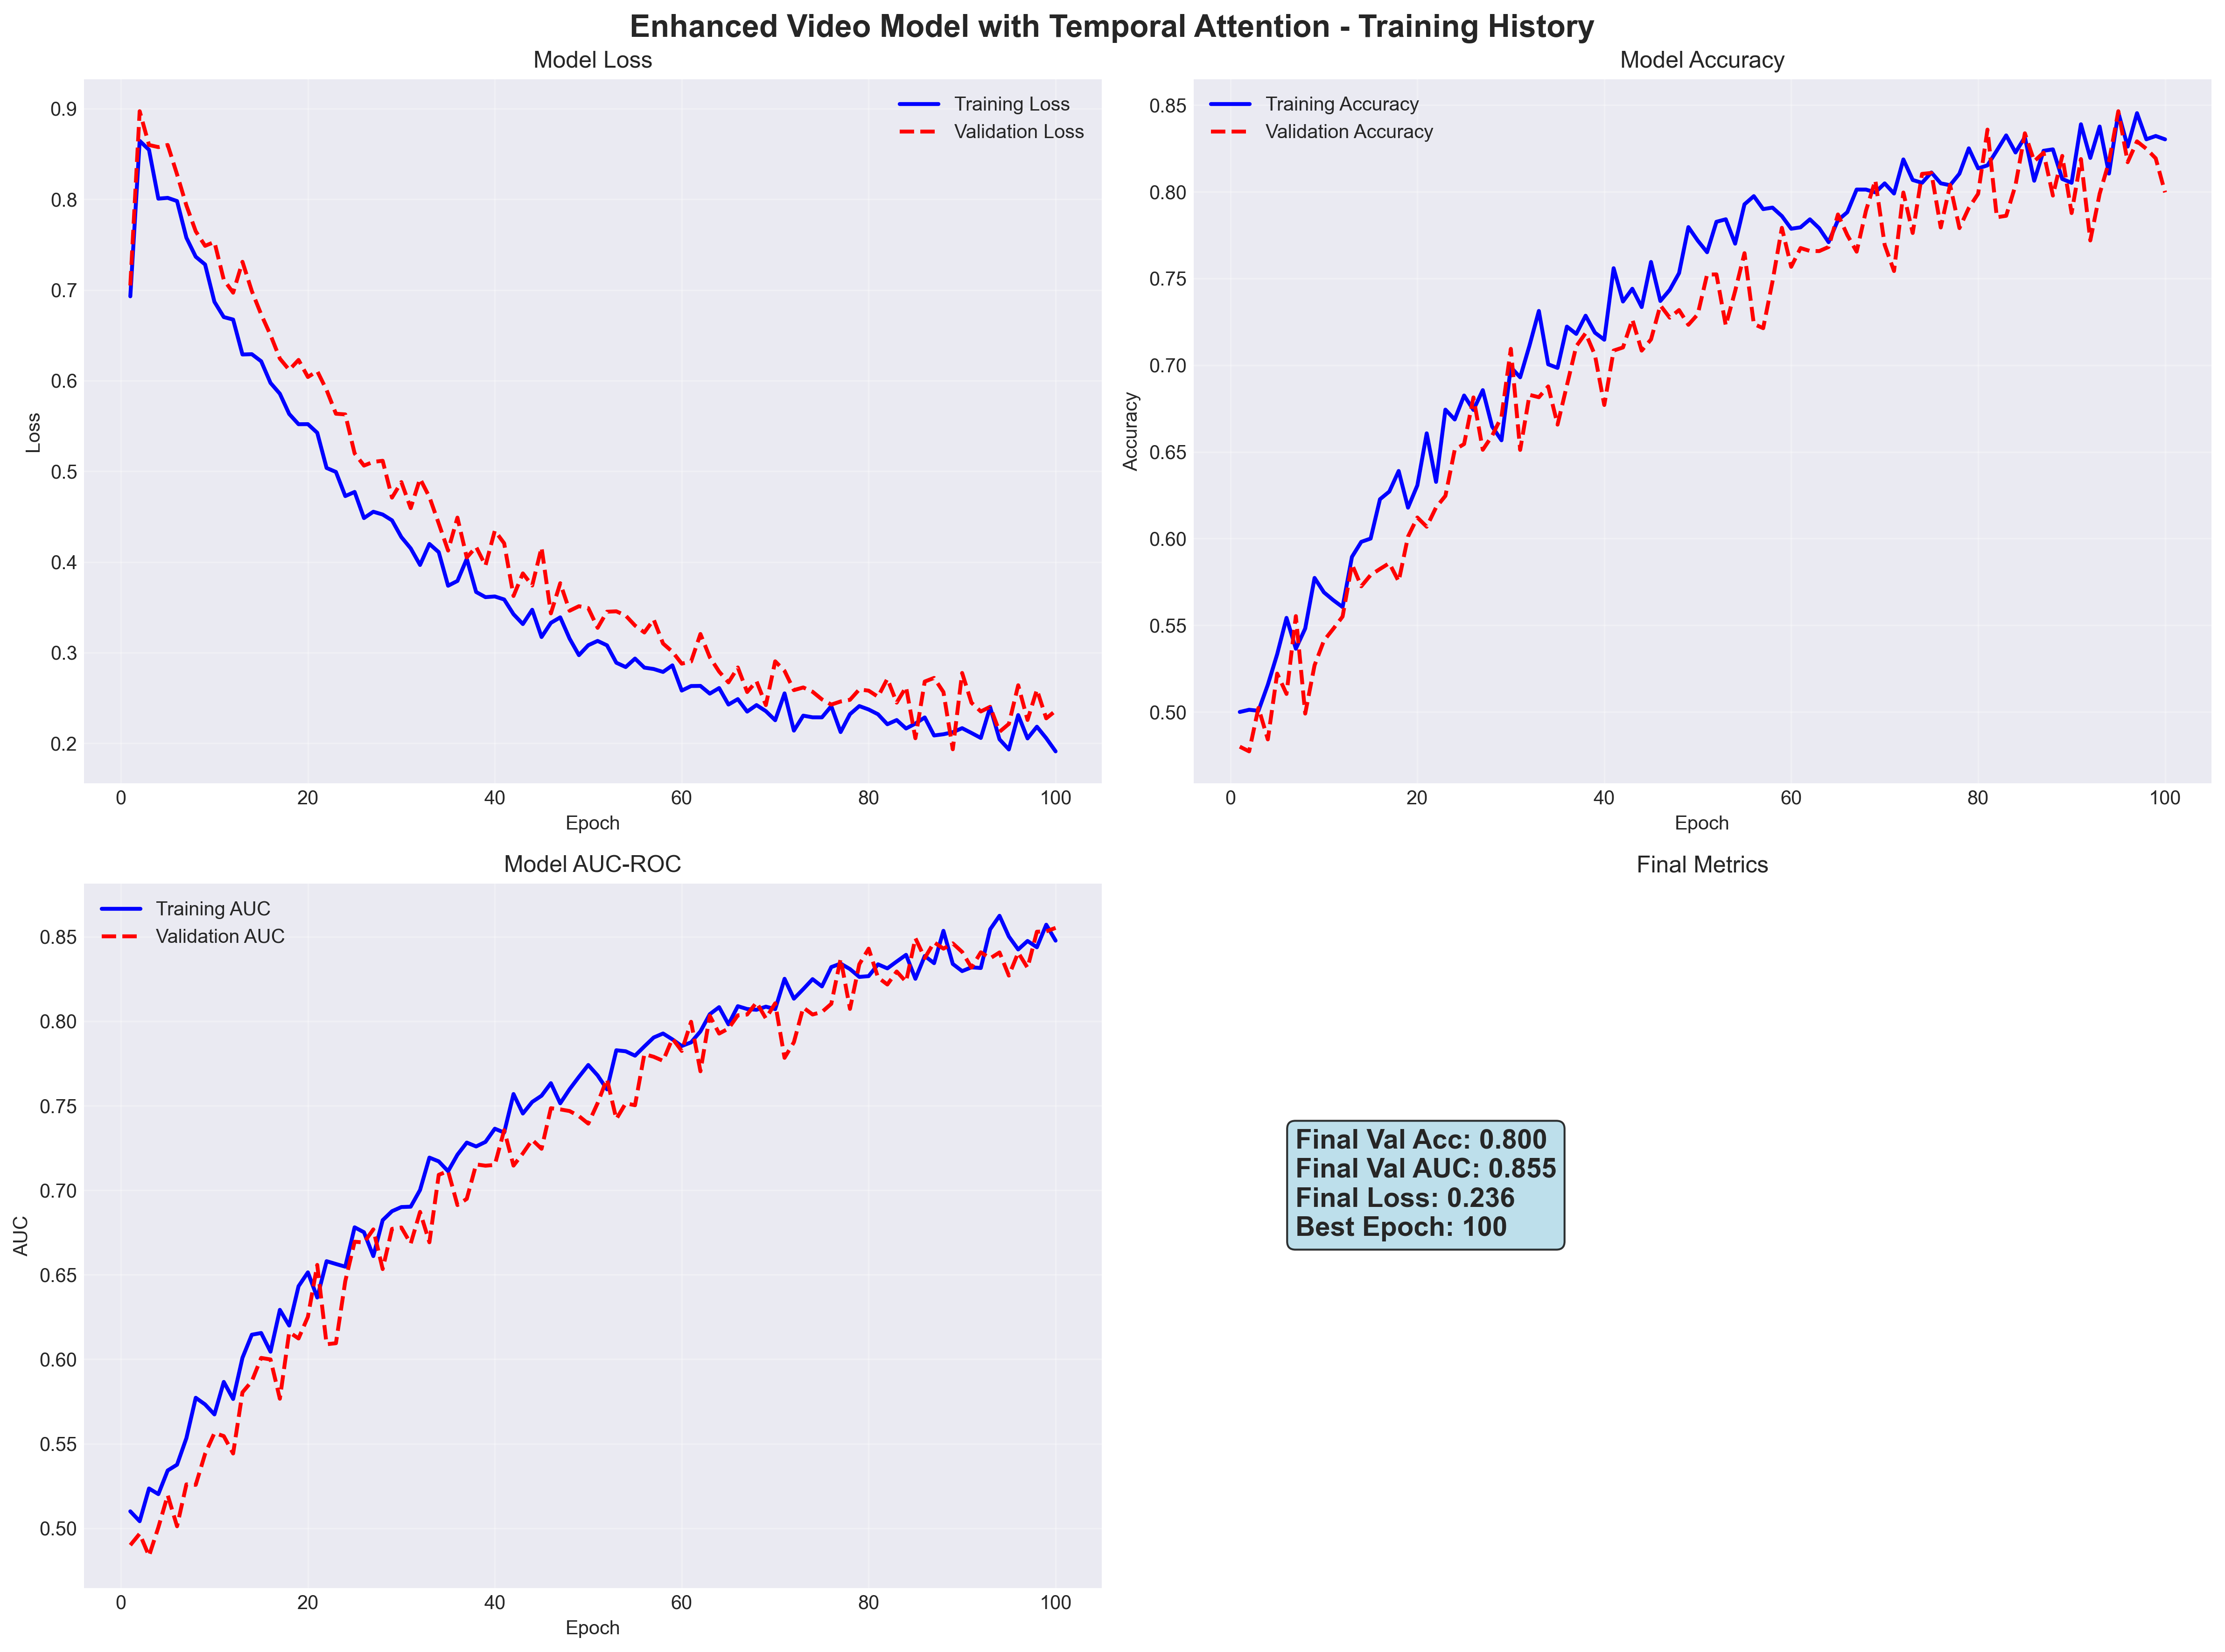 Enhanced Video Model with Temporal Attention - Training History
Model Loss
Training Loss
Validation Loss
0.9
0.8
0.7
0.6
0.5
0.4
0.3
0.2
Loss
0 20 40 60 80 100
Epoch
Model Accuracy
Training Accuracy
Validation Accuracy
0.85
0.80
0.75
0.70
0.65
0.60
0.55
0.50
Accuracy
0 20 40 60 80 100
Epoch
Model AUC-ROC
Training AUC
Validation AUC
0.85
0.80
0.75
0.70
0.65
0.60
0.55
0.50
AUC
0 20 40 60 80 100
Epoch
Final Metrics
Final Val Acc: 0.800
Final Val AUC: 0.855
Final Loss: 0.236
Best Epoch: 100